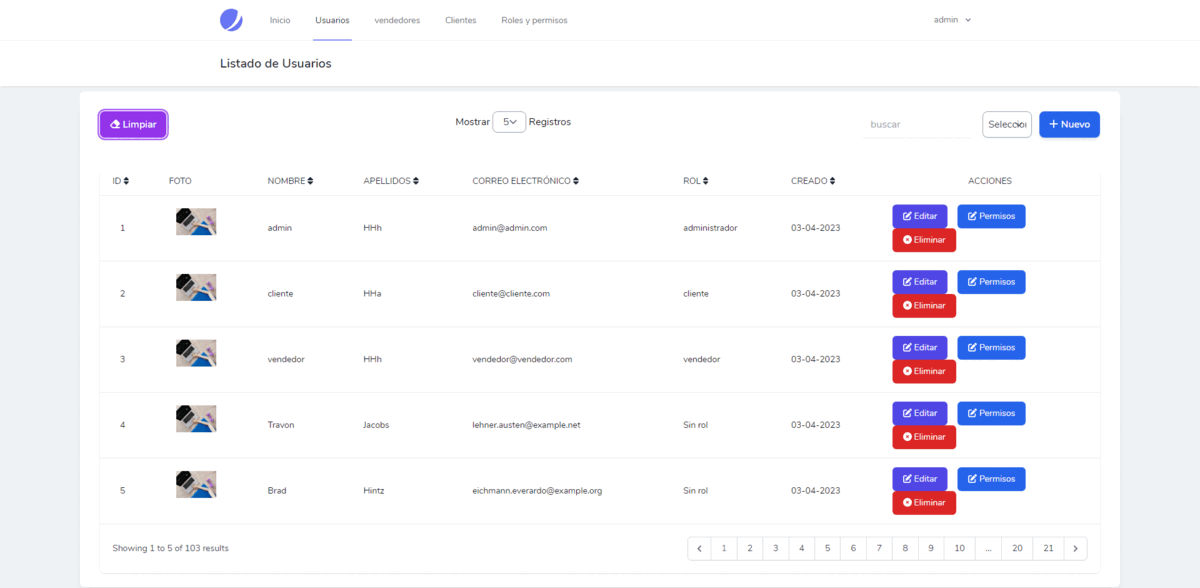 Inicio Usuarios vendedores Clientes Roles y permisos admin
Listado de Usuarios
Limpiar Mostrar 5 Registros buscar Seleccio + Nuevo
ID FOTO NOMBRE APELLIDOS CORREO ELECTRÓNICO ROL CREADO ACCIONES
1 admin HHh admin@admin.com administrador 03-04-2023 Editar Permisos
Eliminar
2 cliente HHa cliente@cliente.com cliente 03-04-2023 Editar Permisos
Eliminar
3 vendedor HHh vendedor@vendedor.com vendedor 03-04-2023 Editar Permisos
Eliminar
4 Travon Jacobs lehner.austen@example.net Sin rol 03-04-2023 Editar Permisos
Eliminar
5 Brad Hintz eichmann.everardo@example.org Sin rol 03-04-2023 Editar Permisos
Eliminar
Showing 1 to 5 of 103 results 1 2 3 4 5 6 7 8 9 10 ... 20 21